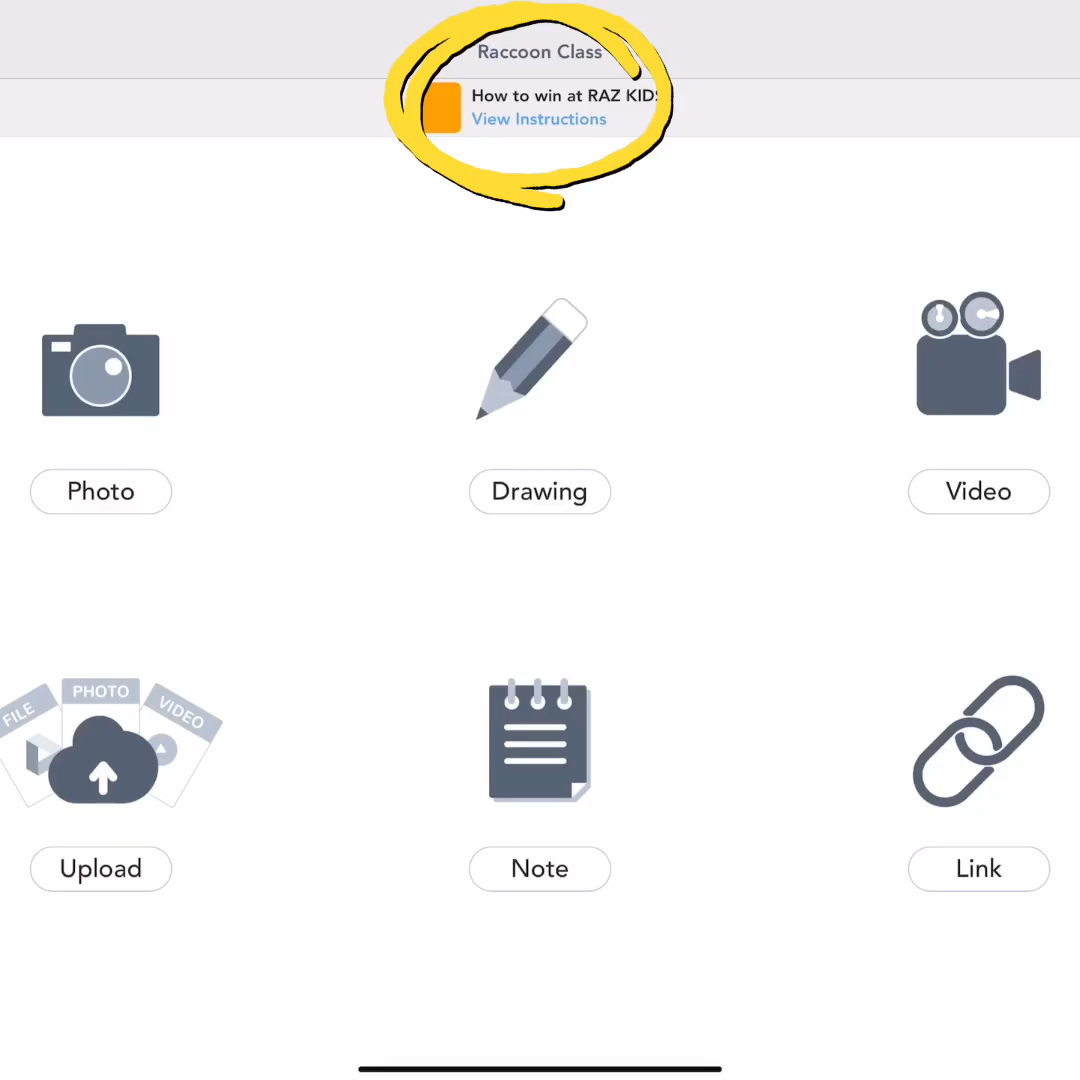 Raccoon Class
How to win at RAZ KIDS
View Instructions
Photo
Drawing
Video
FILE
PHOTO
VIDEO
Upload
Note
Link